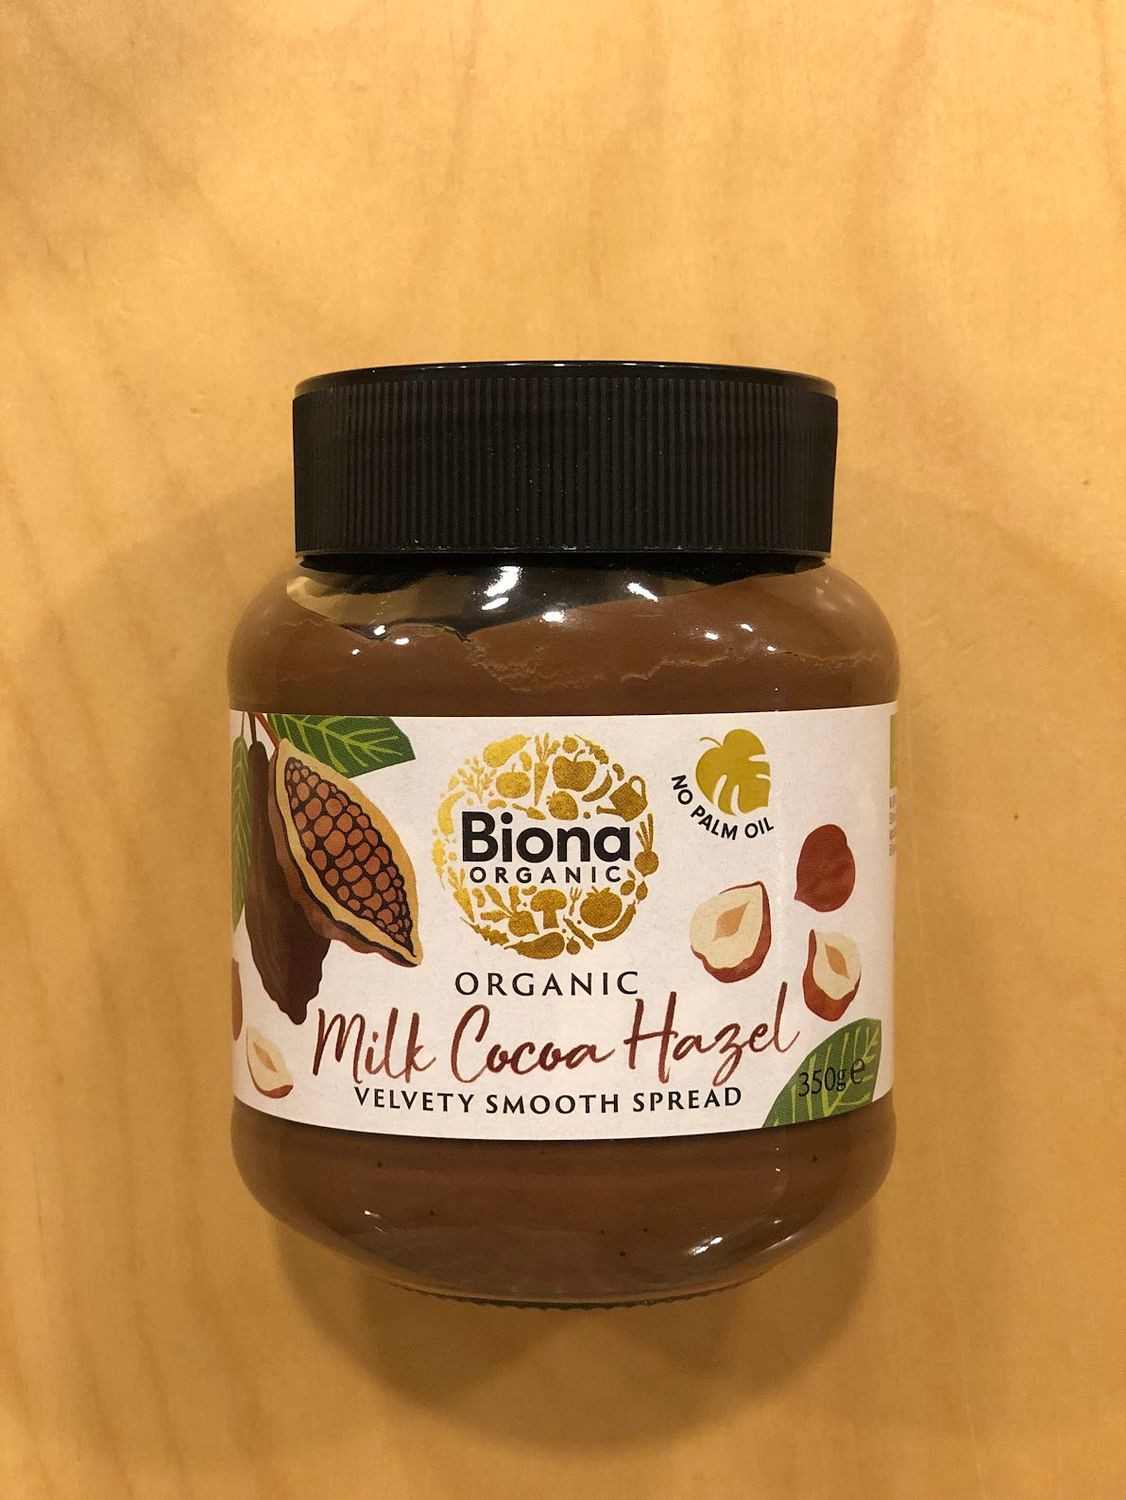 Biona
ORGANIC
NO PALM OIL
ORGANIC
Milk Cocoa Hazel
VELVETY SMOOTH SPREAD
350g e